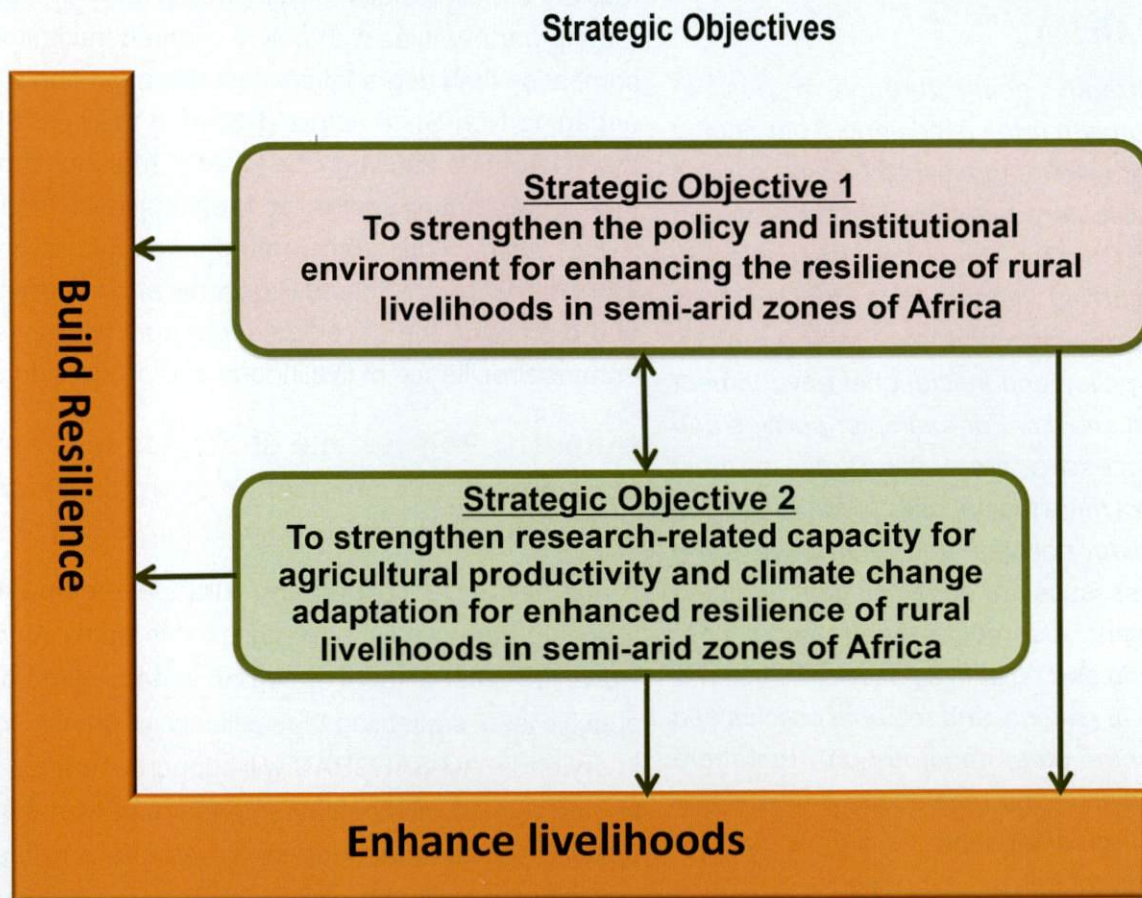 Strategic Objectives
Strategic Objective 1
To strengthen the policy and institutional
environment for enhancing the resilience of rural
livelihoods in semi-arid zones of Africa
Build Resilience
Strategic Objective 2
To strengthen research-related capacity for
agricultural productivity and climate change
adaptation for enhanced resilience of rural
livelihoods in semi-arid zones of Africa
Enhance livelihoods